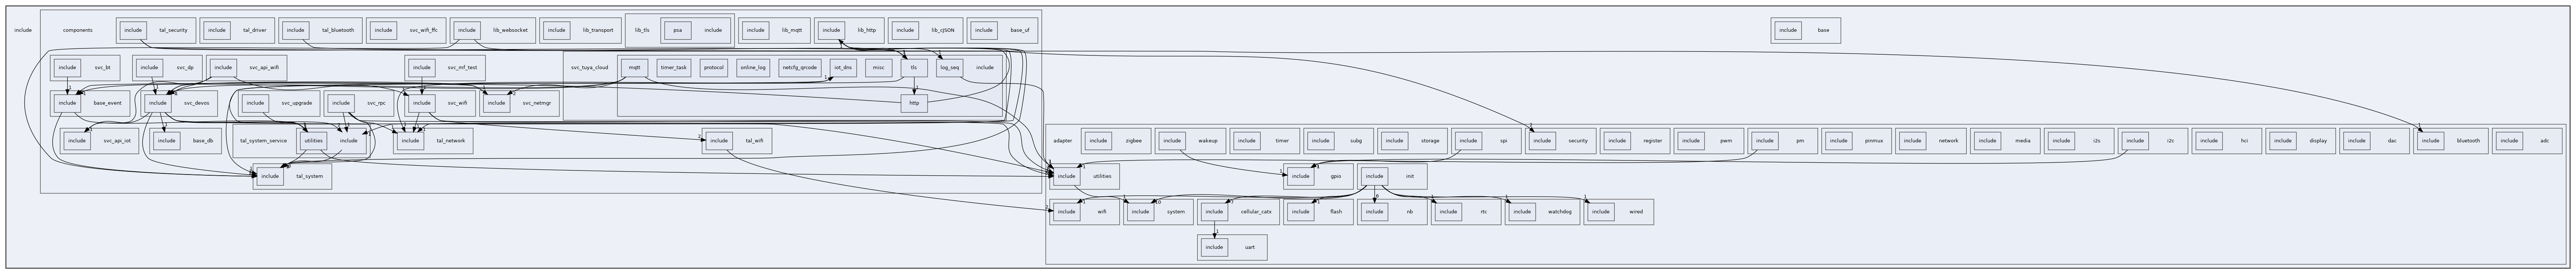 include
components
include tal_security
include tal_driver
include tal_bluetooth
include svc_wifi_ffc
include lib_websocket
include lib_transport
lib_tls psa include
include lib_mqtt
include lib_http
include lib_cJSON
include base_uf
include base
include svc_bt
include svc_dp
include svc_api_wifi
include svc_mf_test
svc_tuya_cloud
mqtt timer_task protocol online_log netcfg_qrcode iot_dns misc tls log_seq include
include base_event
include svc_devos
include svc_upgrade
include svc_rpc
include svc_wifi
include svc_netmgr
http
include svc_api_iot
include base_db
tal_system_service utilities include
include tal_network
include tal_wifi
adapter
include zigbee
include wakeup
include timer
include subg
include storage
include spi
include security
include register
include pwm
include pm
include pinmux
include network
include media
include i2s
include i2c
include hci
include display
include dac
include bluetooth
include adc
include tal_system
include utilities
include gpio
include init
include wifi
include system
include cellular_catx
include flash
include nb
include rtc
include watchdog
include wired
include uart